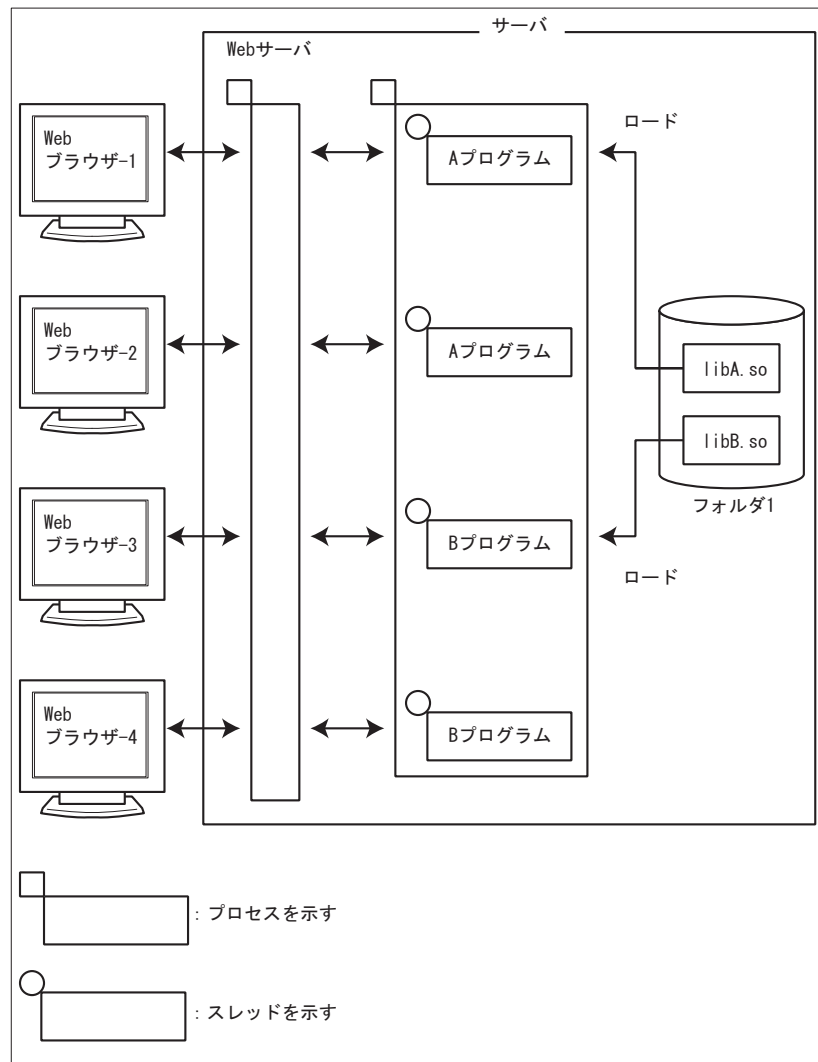 サーバ
Webサーバ
Web
ブラウザ-1
Aプログラム
ロード
Web
ブラウザ-2
Aプログラム
libA.so
libB.so
フォルダ1
Web
ブラウザ-3
Bプログラム
ロード
Web
ブラウザ-4
Bプログラム
: プロセスを示す
: スレッドを示す